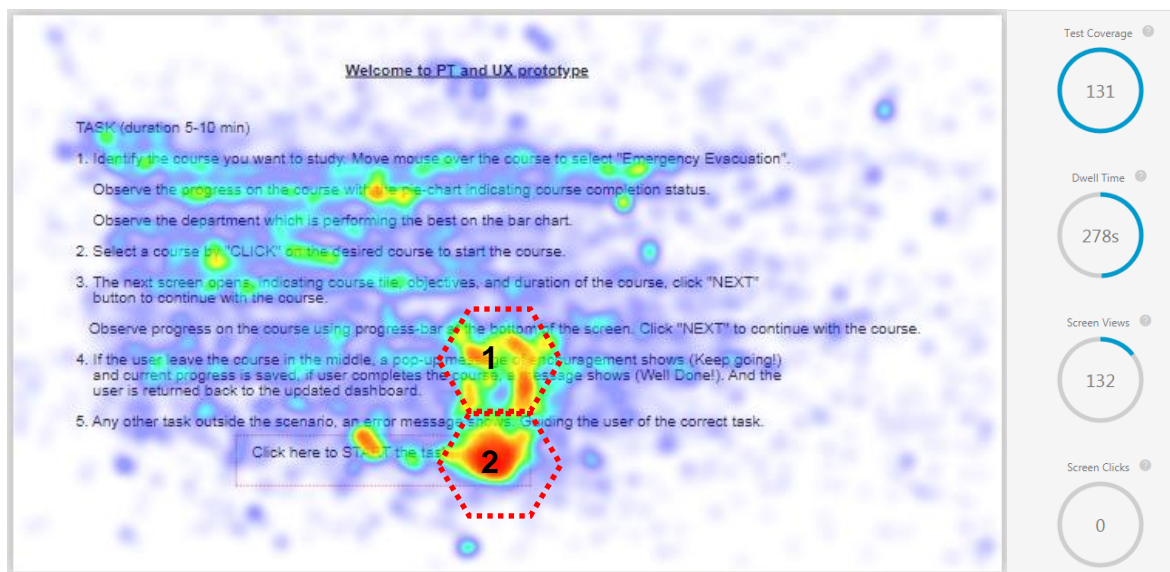 Welcome to PT and UX prototype
TASK (duration 5-10 min)
1. Identify the course you want to study. Move mouse over the course to select "Emergency Evacuation".
Observe the progress on the course with the pie-chart indicating course completion status.
Observe the department which is performing the best on the bar chart.
2. Select a course by "CLICK" on the desired course to start the course.
3. The next screen opens, indicating course tile, objectives, and duration of the course, click "NEXT"
button to continue with the course.
Observe progress on the course using progress-bar at the bottom of the screen. Click "NEXT" to continue with the course.
4. If the user leave the course in the middle, a pop-up message of encouragement shows (Keep going!)
and current progress is saved, if user completes the course, a message shows (Well Done!). And the
user is returned back to the updated dashboard.
5. Any other task outside the scenario, an error message shows. Guiding the user of the correct task.
Click here to START the task
1
2
Test Coverage ?
131
Dwell Time ?
278s
Screen Views ?
132
Screen Clicks ?
0